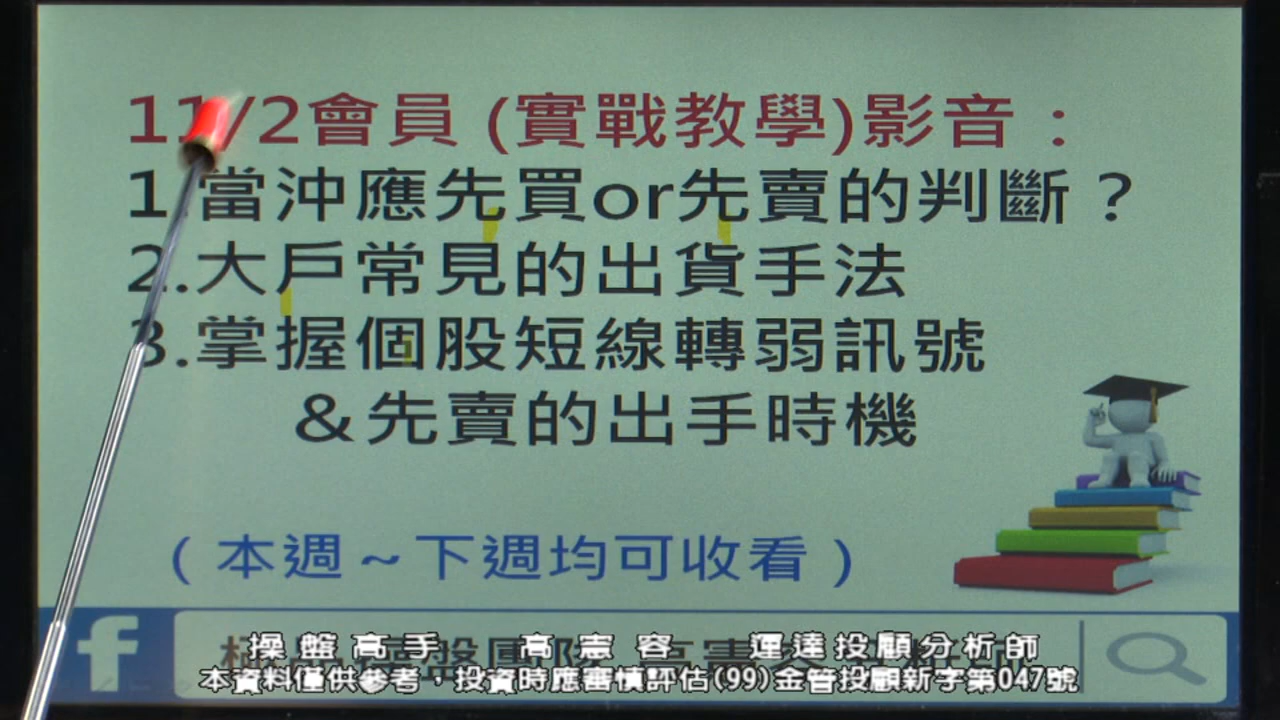 11/2會員 (實戰教學)影音：
1.當沖應先買or先賣的判斷？
2.大戶常見的出貨手法
3.掌握個股短線轉弱訊號
&先賣的出手時機
(本週~下週均可收看)
f
操盤高手 高憲容 運達投顧分析師
本資料僅供參考，投資時應審慎評估(99)金管投顧新字第047號